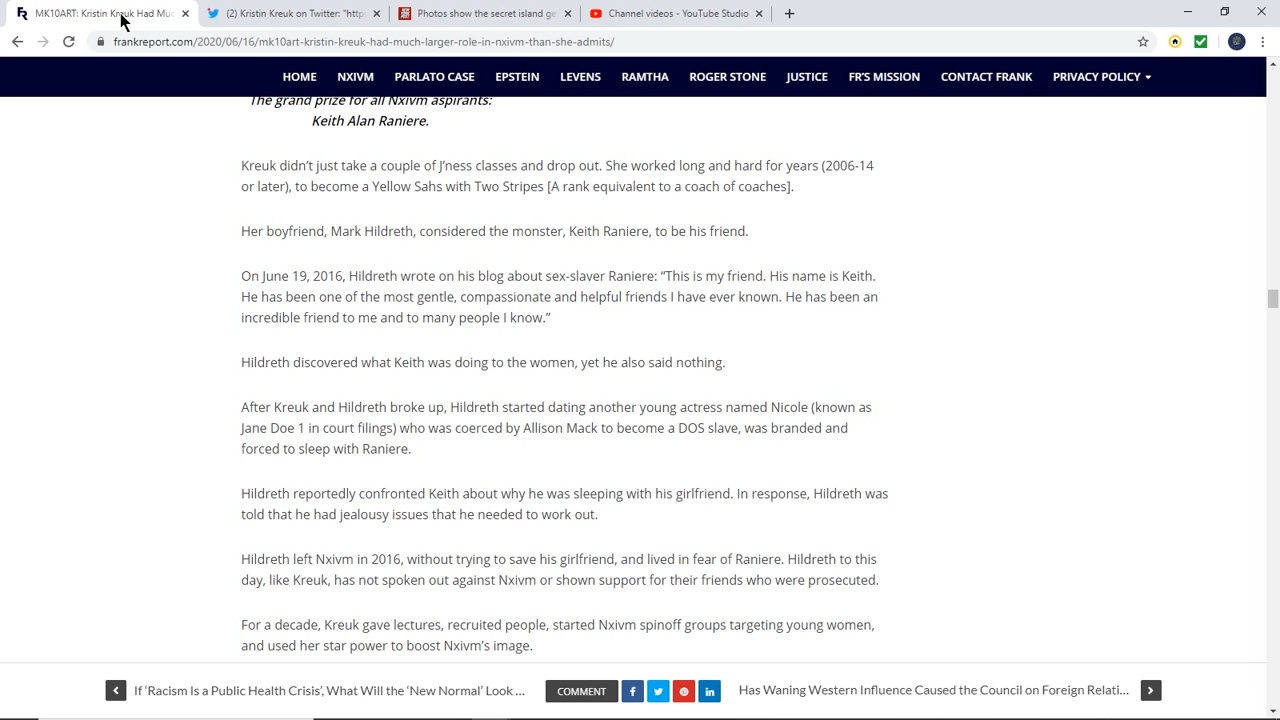 MK10ART: Kristin Kreuk Had Muc
(2) Kristin Kreuk on Twitter: "http
Photos show the secret island ge
Channel videos - YouTube Studio
frankreport.com/2020/06/16/mk10art-kristin-kreuk-had-much-larger-role-in-nxivm-than-she-admits/
HOME NXIVM PARLATO CASE EPSTEIN LEVENS RAMTHA ROGER STONE JUSTICE FR'S MISSION CONTACT FRANK PRIVACY POLICY
The grand prize for all Nxivm aspirants:
Keith Alan Raniere.
Kreuk didn't just take a couple of J'ness classes and drop out. She worked long and hard for years (2006-14
or later), to become a Yellow Sahs with Two Stripes [A rank equivalent to a coach of coaches].
Her boyfriend, Mark Hildreth, considered the monster, Keith Raniere, to be his friend.
On June 19, 2016, Hildreth wrote on his blog about sex-slaver Raniere: “This is my friend. His name is Keith.
He has been one of the most gentle, compassionate and helpful friends I have ever known. He has been an
incredible friend to me and to many people I know.”
Hildreth discovered what Keith was doing to the women, yet he also said nothing.
After Kreuk and Hildreth broke up, Hildreth started dating another young actress named Nicole (known as
Jane Doe 1 in court filings) who was coerced by Allison Mack to become a DOS slave, was branded and
forced to sleep with Raniere.
Hildreth reportedly confronted Keith about why he was sleeping with his girlfriend. In response, Hildreth was
told that he had jealousy issues that he needed to work out.
Hildreth left Nxivm in 2016, without trying to save his girlfriend, and lived in fear of Raniere. Hildreth to this
day, like Kreuk, has not spoken out against Nxivm or shown support for their friends who were prosecuted.
For a decade, Kreuk gave lectures, recruited people, started Nxivm spinoff groups targeting young women,
and used her star power to boost Nxivm's image.
If 'Racism Is a Public Health Crisis', What Will the 'New Normal' Look ...
COMMENT
Has Waning Western Influence Caused the Council on Foreign Relati...